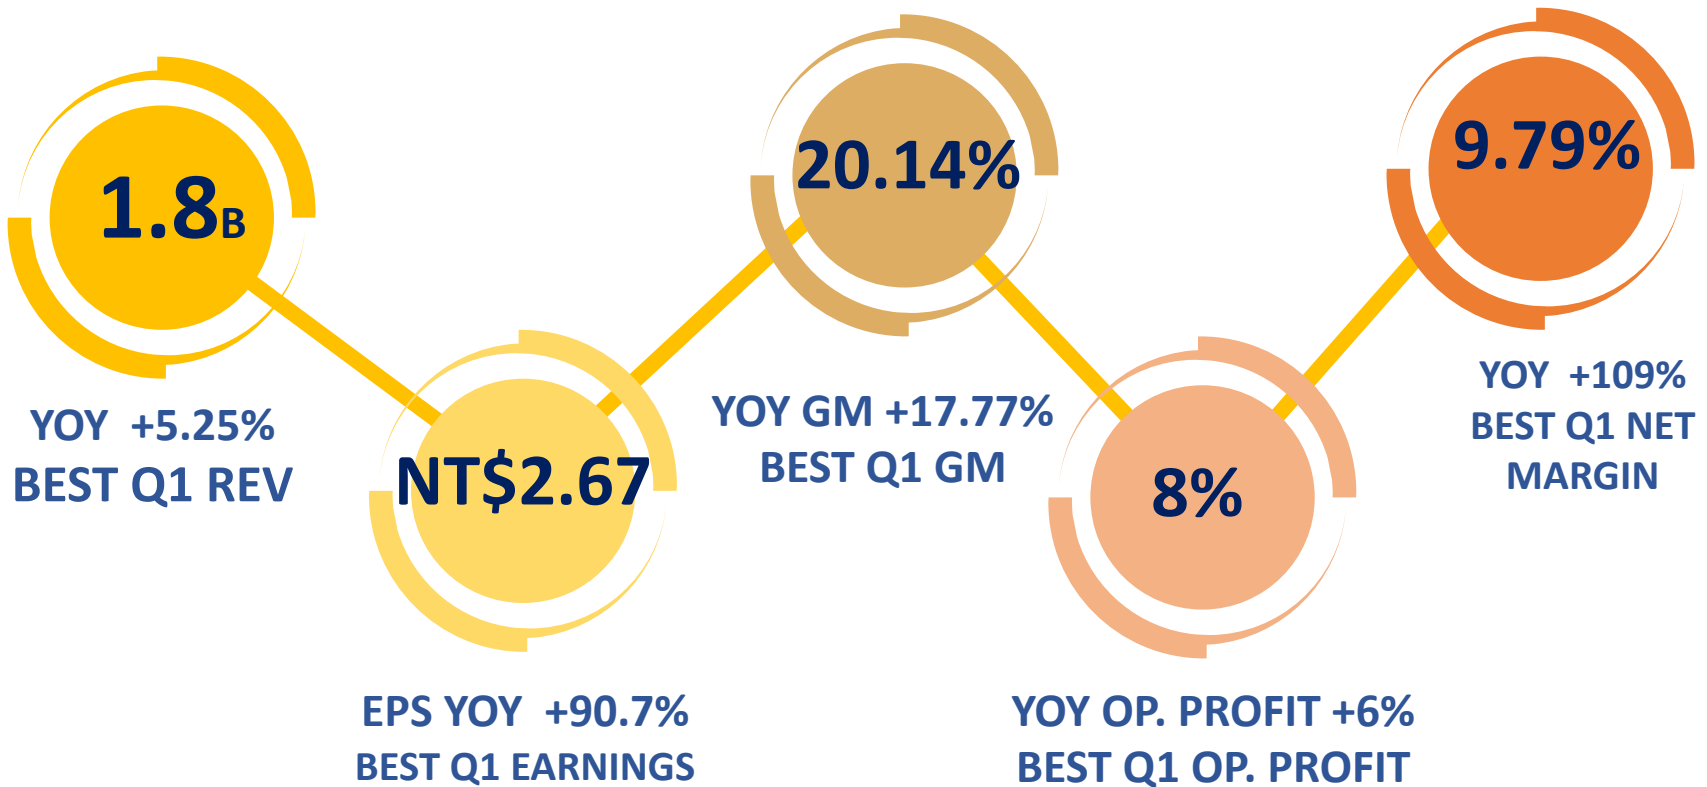 1.8B
YOY +5.25%
BEST Q1 REV
NT$2.67
EPS YOY +90.7%
BEST Q1 EARNINGS
20.14%
YOY GM +17.77%
BEST Q1 GM
8%
YOY OP. PROFIT +6%
BEST Q1 OP. PROFIT
9.79%
YOY +109%
BEST Q1 NET
MARGIN